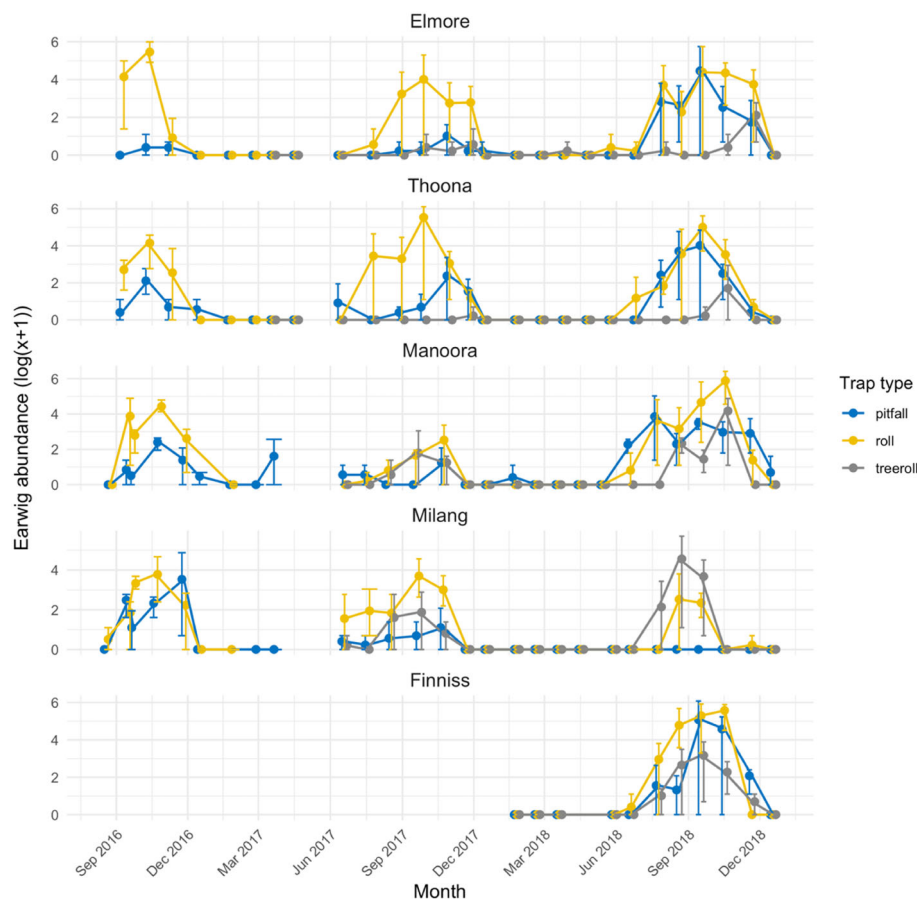 Elmore
6
4
2
0
Thoona
6
4
2
0
Manoora
6
4
2
0
Milang
4
2
0
Finniss
6
4
2
0
Sep 2016
Dec 2016
Mar 2017
Jun 2017
Sep 2017
Dec 2017
Mar 2018
Jun 2018
Sep 2018
Dec 2018
Month
Earwig abundance (log(x+1))
Trap type
pitfall
roll
treeroll